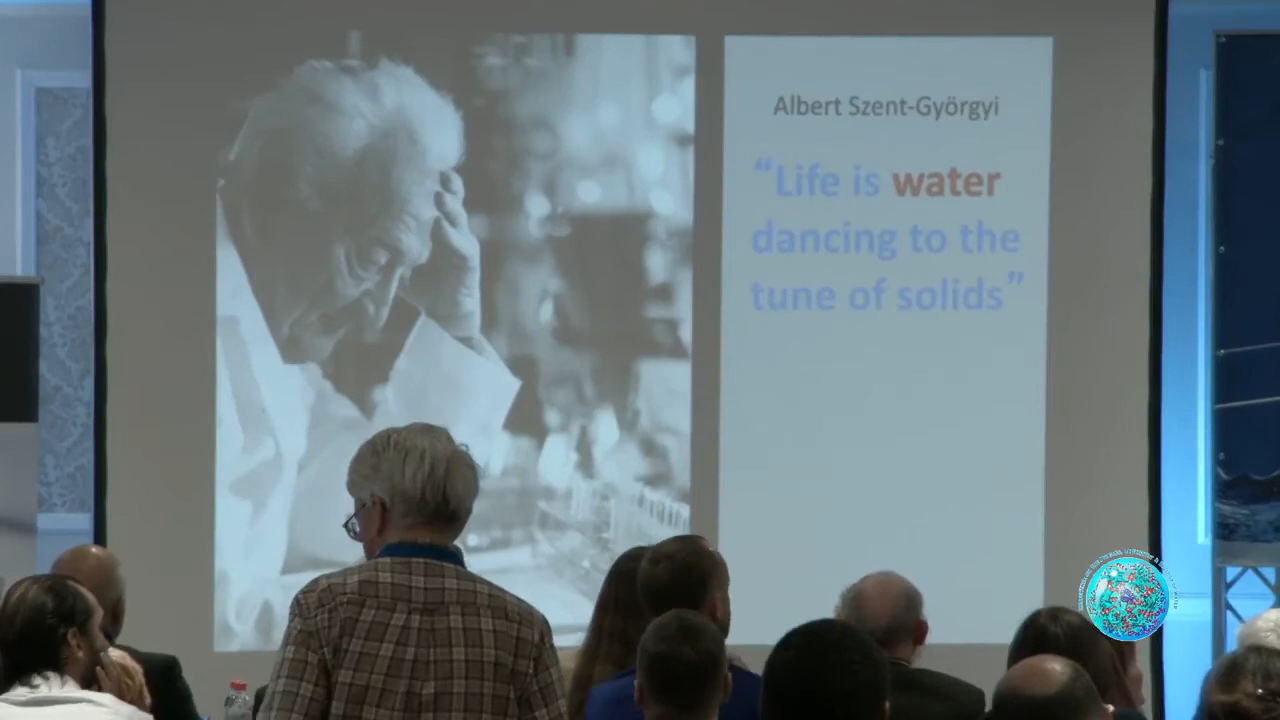 Albert Szent-Györgyi
“Life is water
dancing to the
tune of solids”